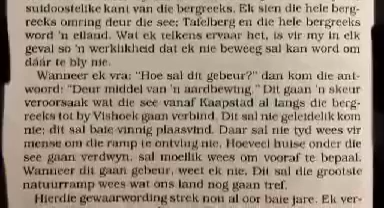 suidoostelike kant van die bergreeks. Ek sien die hele berg-
reeks omring deur die see: Tafelberg en die hele bergreeks
word 'n eiland. Wat ek telkens ervaar het, is vir my in elk
geval so 'n werklikheid dat ek nie beweeg sal kan word om
dáár te bly nie.
Wanneer ek vra: "Hoe sal dit gebeur?" dan kom die ant-
woord: "Deur middel van 'n aardbewing." Dit gaan 'n skeur
veroorsaak wat die see vanaf Kaapstad al langs die berg-
reeks tot by Vishoek gaan verbind. Dit sal nie geleidelik kom
nie; dit sal baie vinnig plaasvind. Daar sal nie tyd wees vir
mense om die ramp te ontvlug nie. Hoeveel huise onder die
see gaan verdwyn, sal moeilik wees om vooraf te bepaal.
Wanneer dit gaan gebeur, weet ek nie. Dit sal die grootste
natuurramp wees wat ons land nog gaan tref.
Hierdie gewaarwording strek nou al oor baie jare. Ek ver-